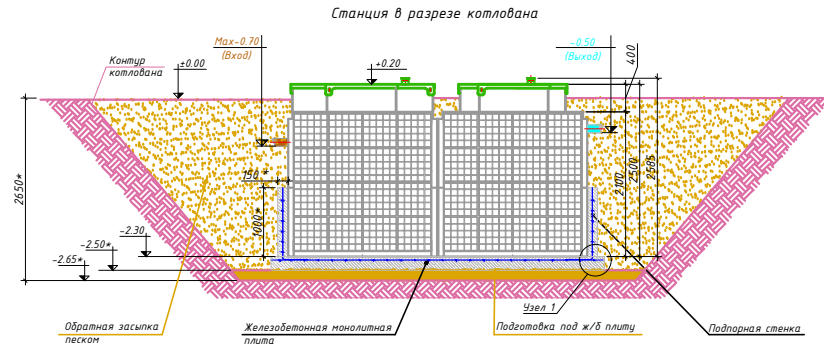 Станция в разрезе котлована
Мах-0.70
(Вход)
-0.50
(Выход)
Контур
котлована
±0.00
+0.20
400
2650*
150*
1000*
2100
2500
2585
-2.30
-2.50*
-2.65*
Узел 1
Обратная засыпка
песком
Железобетонная монолитная
плита
Подготовка под ж/б плиту
Подпорная стенка